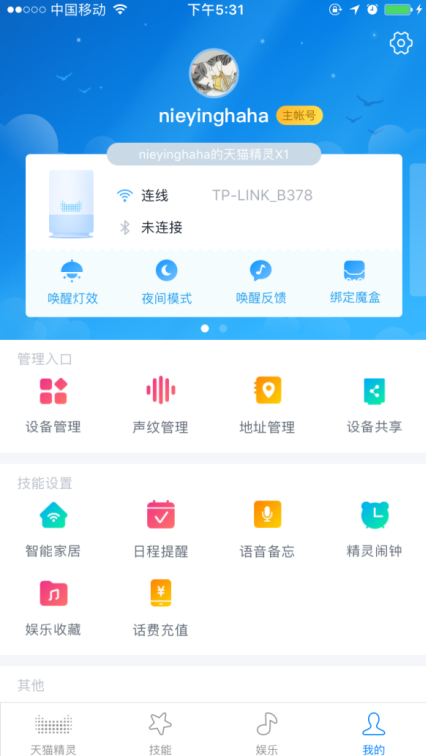 中国移动 下午5:31
nieyinghaha 主帐号
nieyinghaha的天猫精灵X1
连线 TP-LINK_B378
未连接
唤醒灯效 夜间模式 唤醒反馈 绑定魔盒
管理入口
设备管理 声纹管理 地址管理 设备共享
技能设置
智能家居 日程提醒 语音备忘 精灵闹钟
娱乐收藏 话费充值
其他
天猫精灵 技能 娱乐 我的